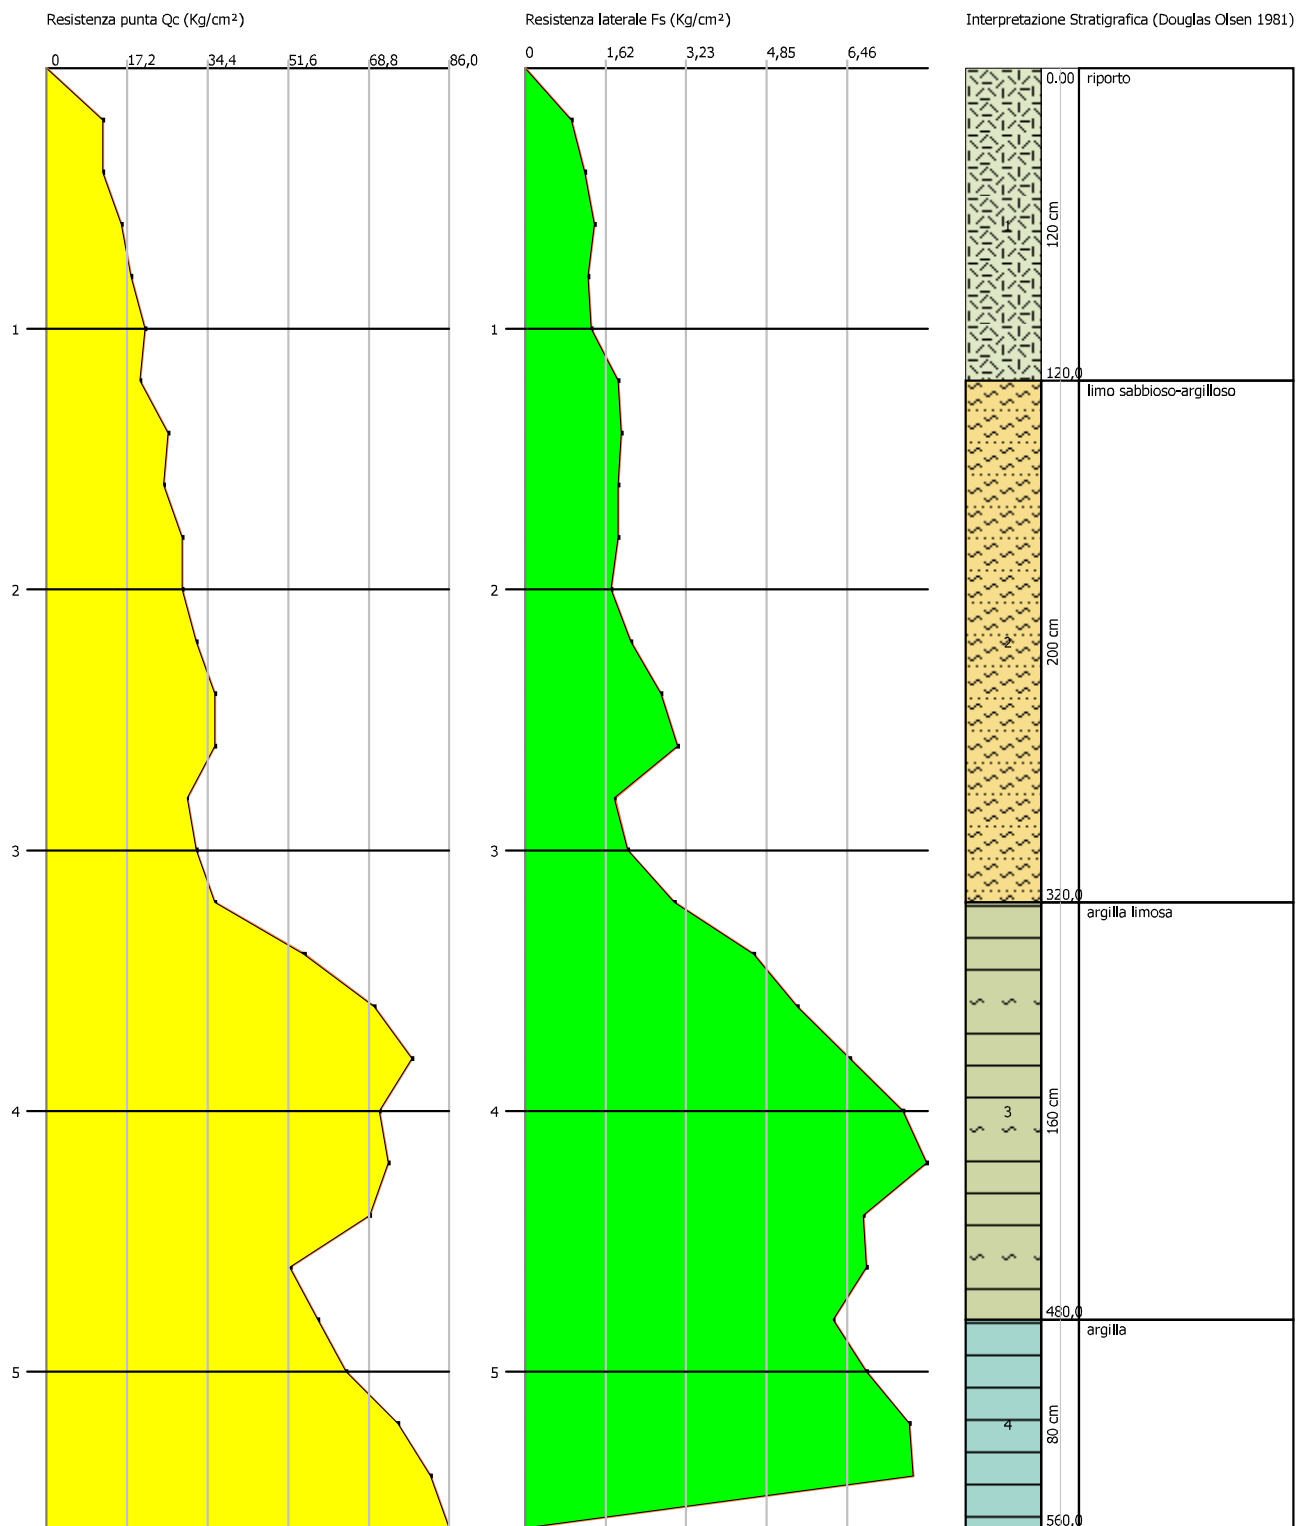 Resistenza punta Qc (Kg/cm²) Resistenza laterale Fs (Kg/cm²) Interpretazione Stratigrafica (Douglas Olsen 1981)
0 17,2 34,4 51,6 68,8 86,0 0 1,62 3,23 4,85 6,46
0.00 riporto
1 120 cm
1 1
120,0
limo sabbioso-argilloso
2 2
2 200 cm
3 3
320,0
argilla limosa
4 4 3 160 cm
480,0
argilla
5 5
4 80 cm
560.0